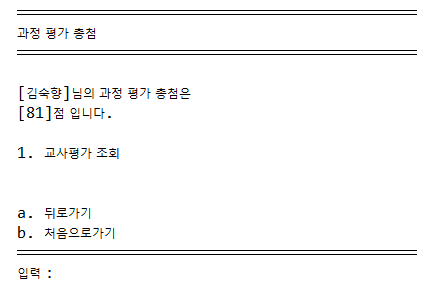 과정 평가 총첨
[김숙향]님의 과정 평가 총첨은
[81]점 입니다.
1. 교사평가 조회
a. 뒤로가기
b. 처음으로가기
입력 :